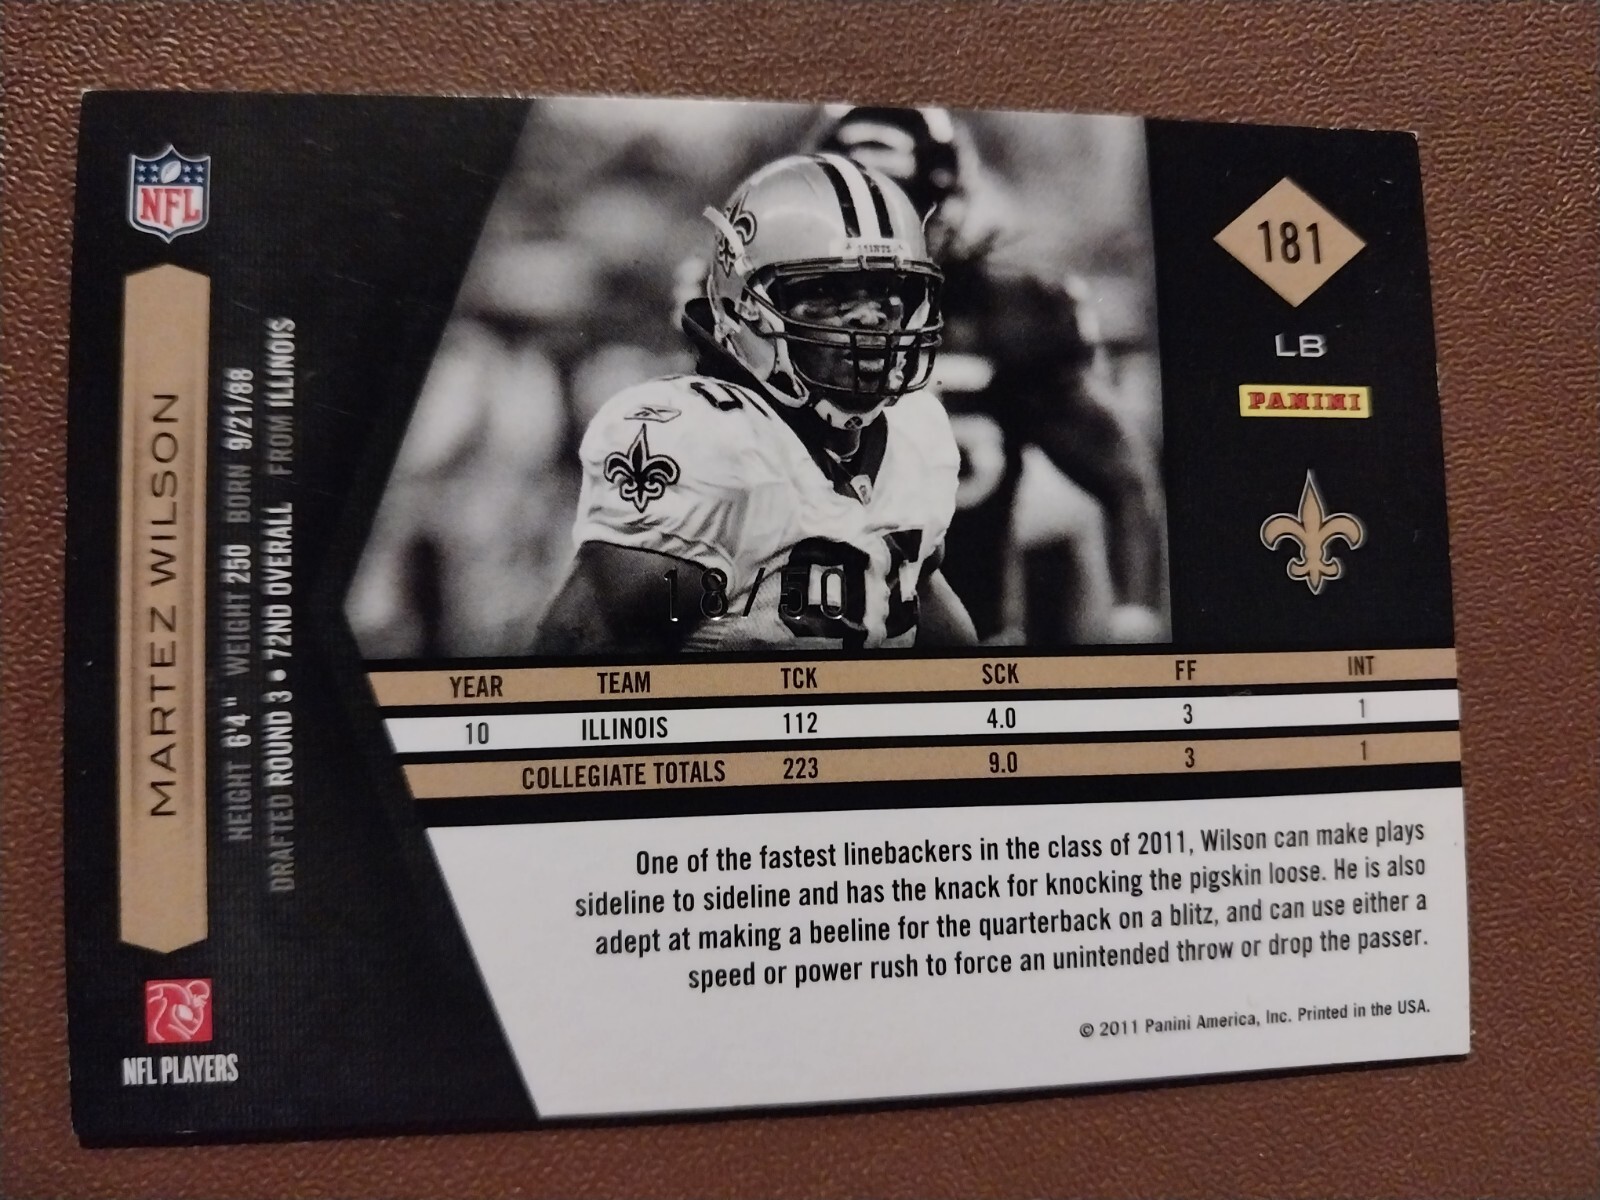 NFL
MARTEZ WILSON
HEIGHT 6'4" WEIGHT 250 BORN 9/21/88
DRAFTED ROUND 3 • 72ND OVERALL FROM ILLINOIS
NFL PLAYERS
SAINTS
18/50
181
LB
PANINI
YEAR TEAM TCK SCK FF INT
10 ILLINOIS 112 4.0 3 1
COLLEGIATE TOTALS 223 9.0 3 1
One of the fastest linebackers in the class of 2011, Wilson can make plays
sideline to sideline and has the knack for knocking the pigskin loose. He is also
adept at making a beeline for the quarterback on a blitz, and can use either a
speed or power rush to force an unintended throw or drop the passer.
© 2011 Panini America, Inc. Printed in the USA.